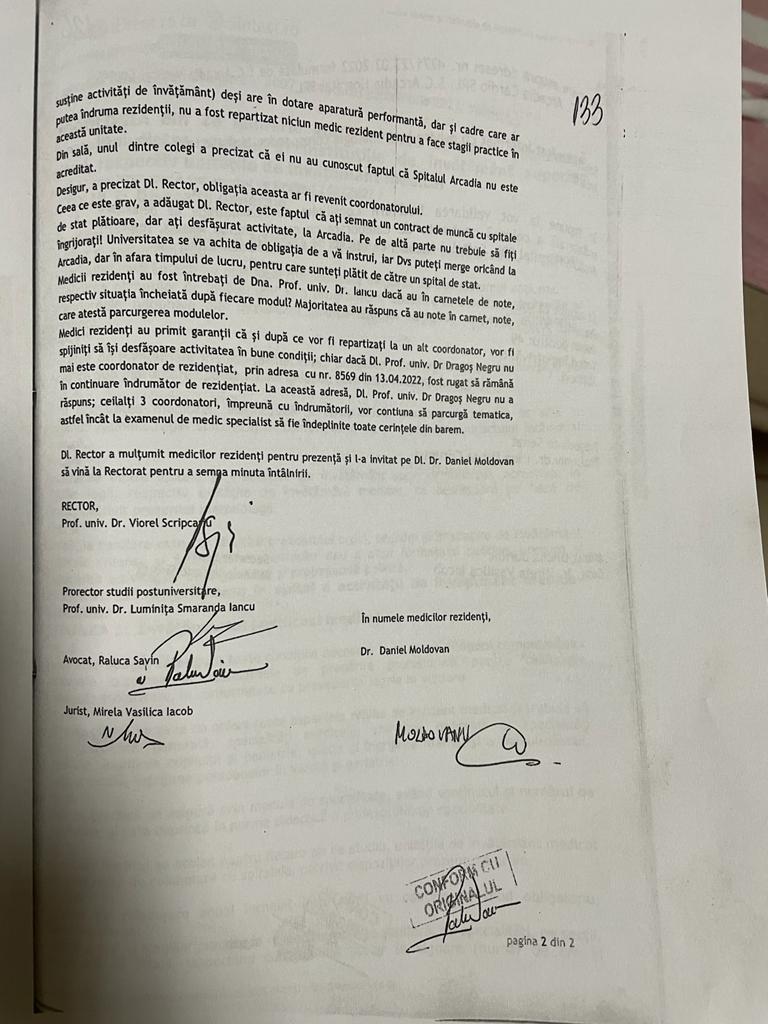 133
susține activități de învățământ) deși are în dotare aparatură performantă, dar și cadre care ar
putea îndruma rezidenții, nu a fost repartizat niciun medic rezident pentru a face stagii practice în
această unitate.
Din sală, unul dintre colegi a precizat că ei nu au cunoscut faptul că Spitalul Arcadia nu este
acreditat.
Desigur, a precizat Dl. Rector, obligația aceasta ar fi revenit coordonatorului.
Ceea ce este grav, a adăugat Dl. Rector, este faptul că ați semnat un contract de muncă cu spitale
de stat plătioare, dar ați desfășurat activitate, la Arcadia. Pe de altă parte nu trebuie să fiți
îngrijorați! Universitatea se va achita de obligația de a vă instrui, iar Dvs puteți merge oricând la
Arcadia, dar în afara timpului de lucru, pentru care sunteți plătit de către un spital de stat.
Medicii rezidenți au fost întrebați de Dna. Prof. univ. Dr. Iancu dacă au în carnetele de note,
respectiv situația încheiată după fiecare modul? Majoritatea au răspuns că au note în carnet, note,
care atestă parcurgerea modulelor.
Medici rezidenți au primit garanții că și după ce vor fi repartizați la un alt coordonator, vor fi
spijiniți să își desfășoare activitatea în bune condiții; chiar dacă Dl. Prof. univ. Dr Dragoș Negru nu
mai este coordonator de rezidențiat, prin adresa cu nr. 8569 din 13.04.2022, fost rugat să rămână
în continuare îndrumător de rezidențiat. La această adresă, Dl. Prof. univ. Dr Dragoș Negru nu a
răspuns; ceilalți 3 coordonatori, împreună cu îndrumătorii, vor contiuna să parcurgă tematica,
astfel încât la examenul de medic specialist să fie îndeplinite toate cerințele din barem.
Dl. Rector a mulțumit medicilor rezidenți pentru prezență și l-a invitat pe Dl. Dr. Daniel Moldovan
să vină la Rectorat pentru a semna minuta întâlnirii.
RECTOR,
Prof. univ. Dr. Viorel Scripcariu
Prorector studii postuniversitare,
Prof. univ. Dr. Luminița Smaranda Iancu
În numele medicilor rezidenți,
Dr. Daniel Moldovan
Avocat, Raluca Savin
Jurist, Mirela Vasilica Iacob
MOLDOVANU
CONFORM CU
ORIGINALUL
pagina 2 din 2